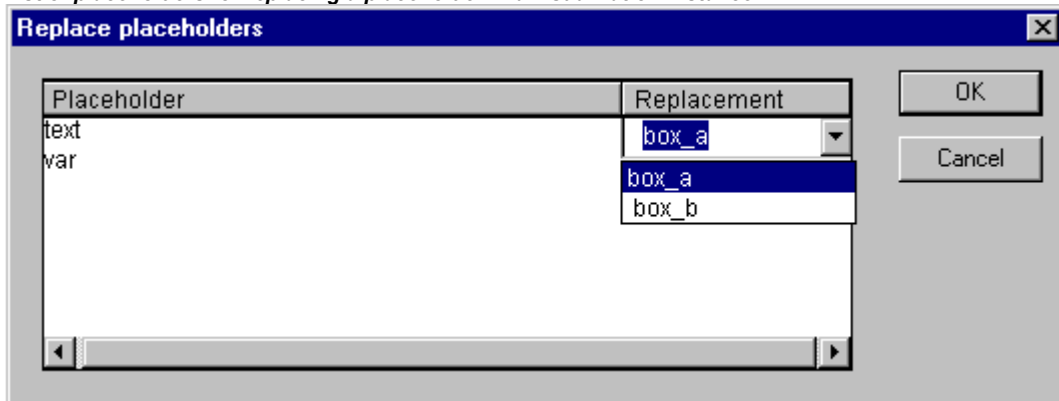 Replace placeholders
Placeholder Replacement
OK
text box_a
var
Cancel
box_a
box_b